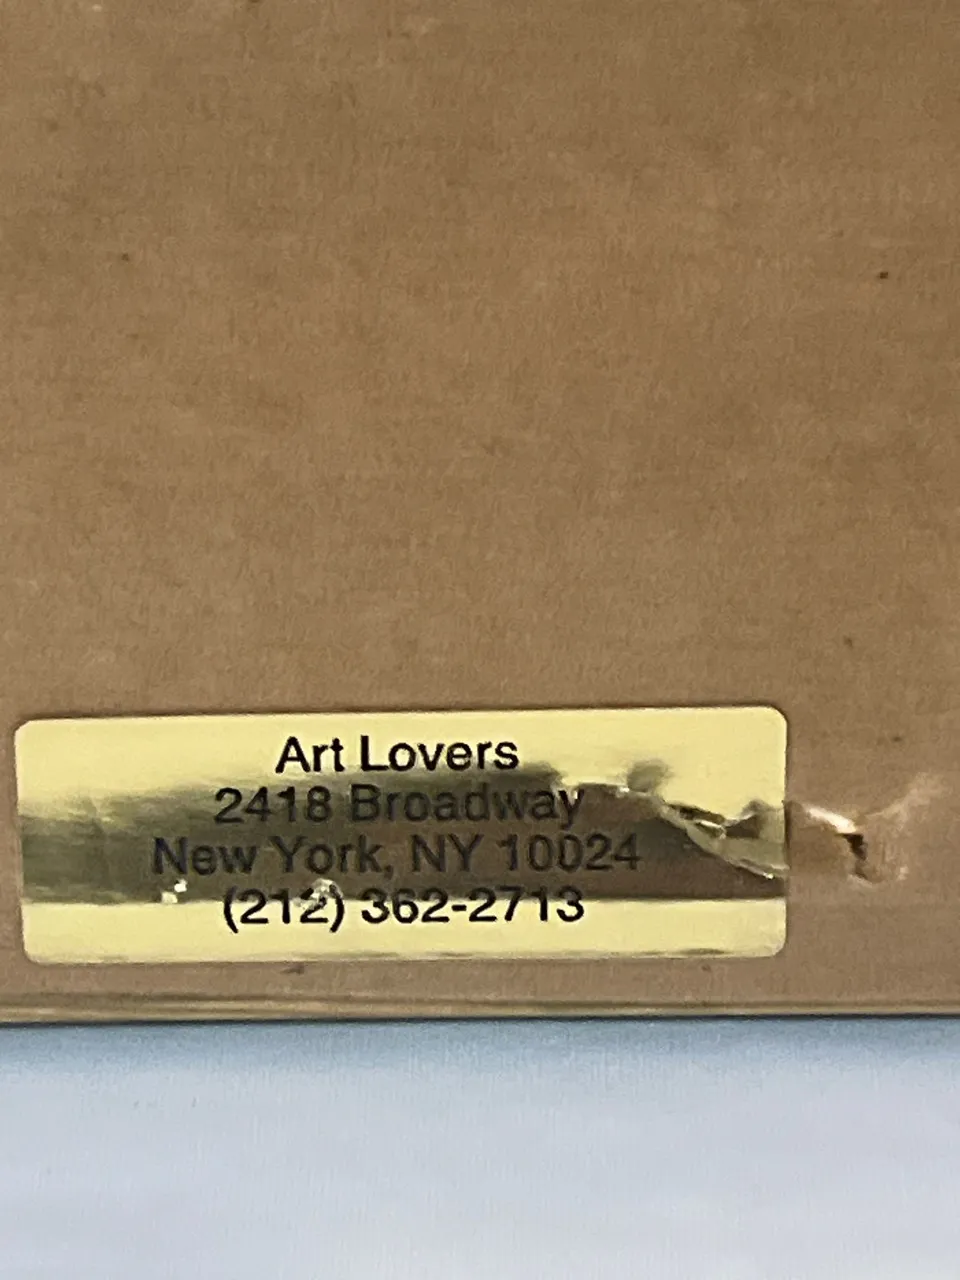 Art Lovers
2418 Broadway
New York, NY 10024
(212) 362-2713